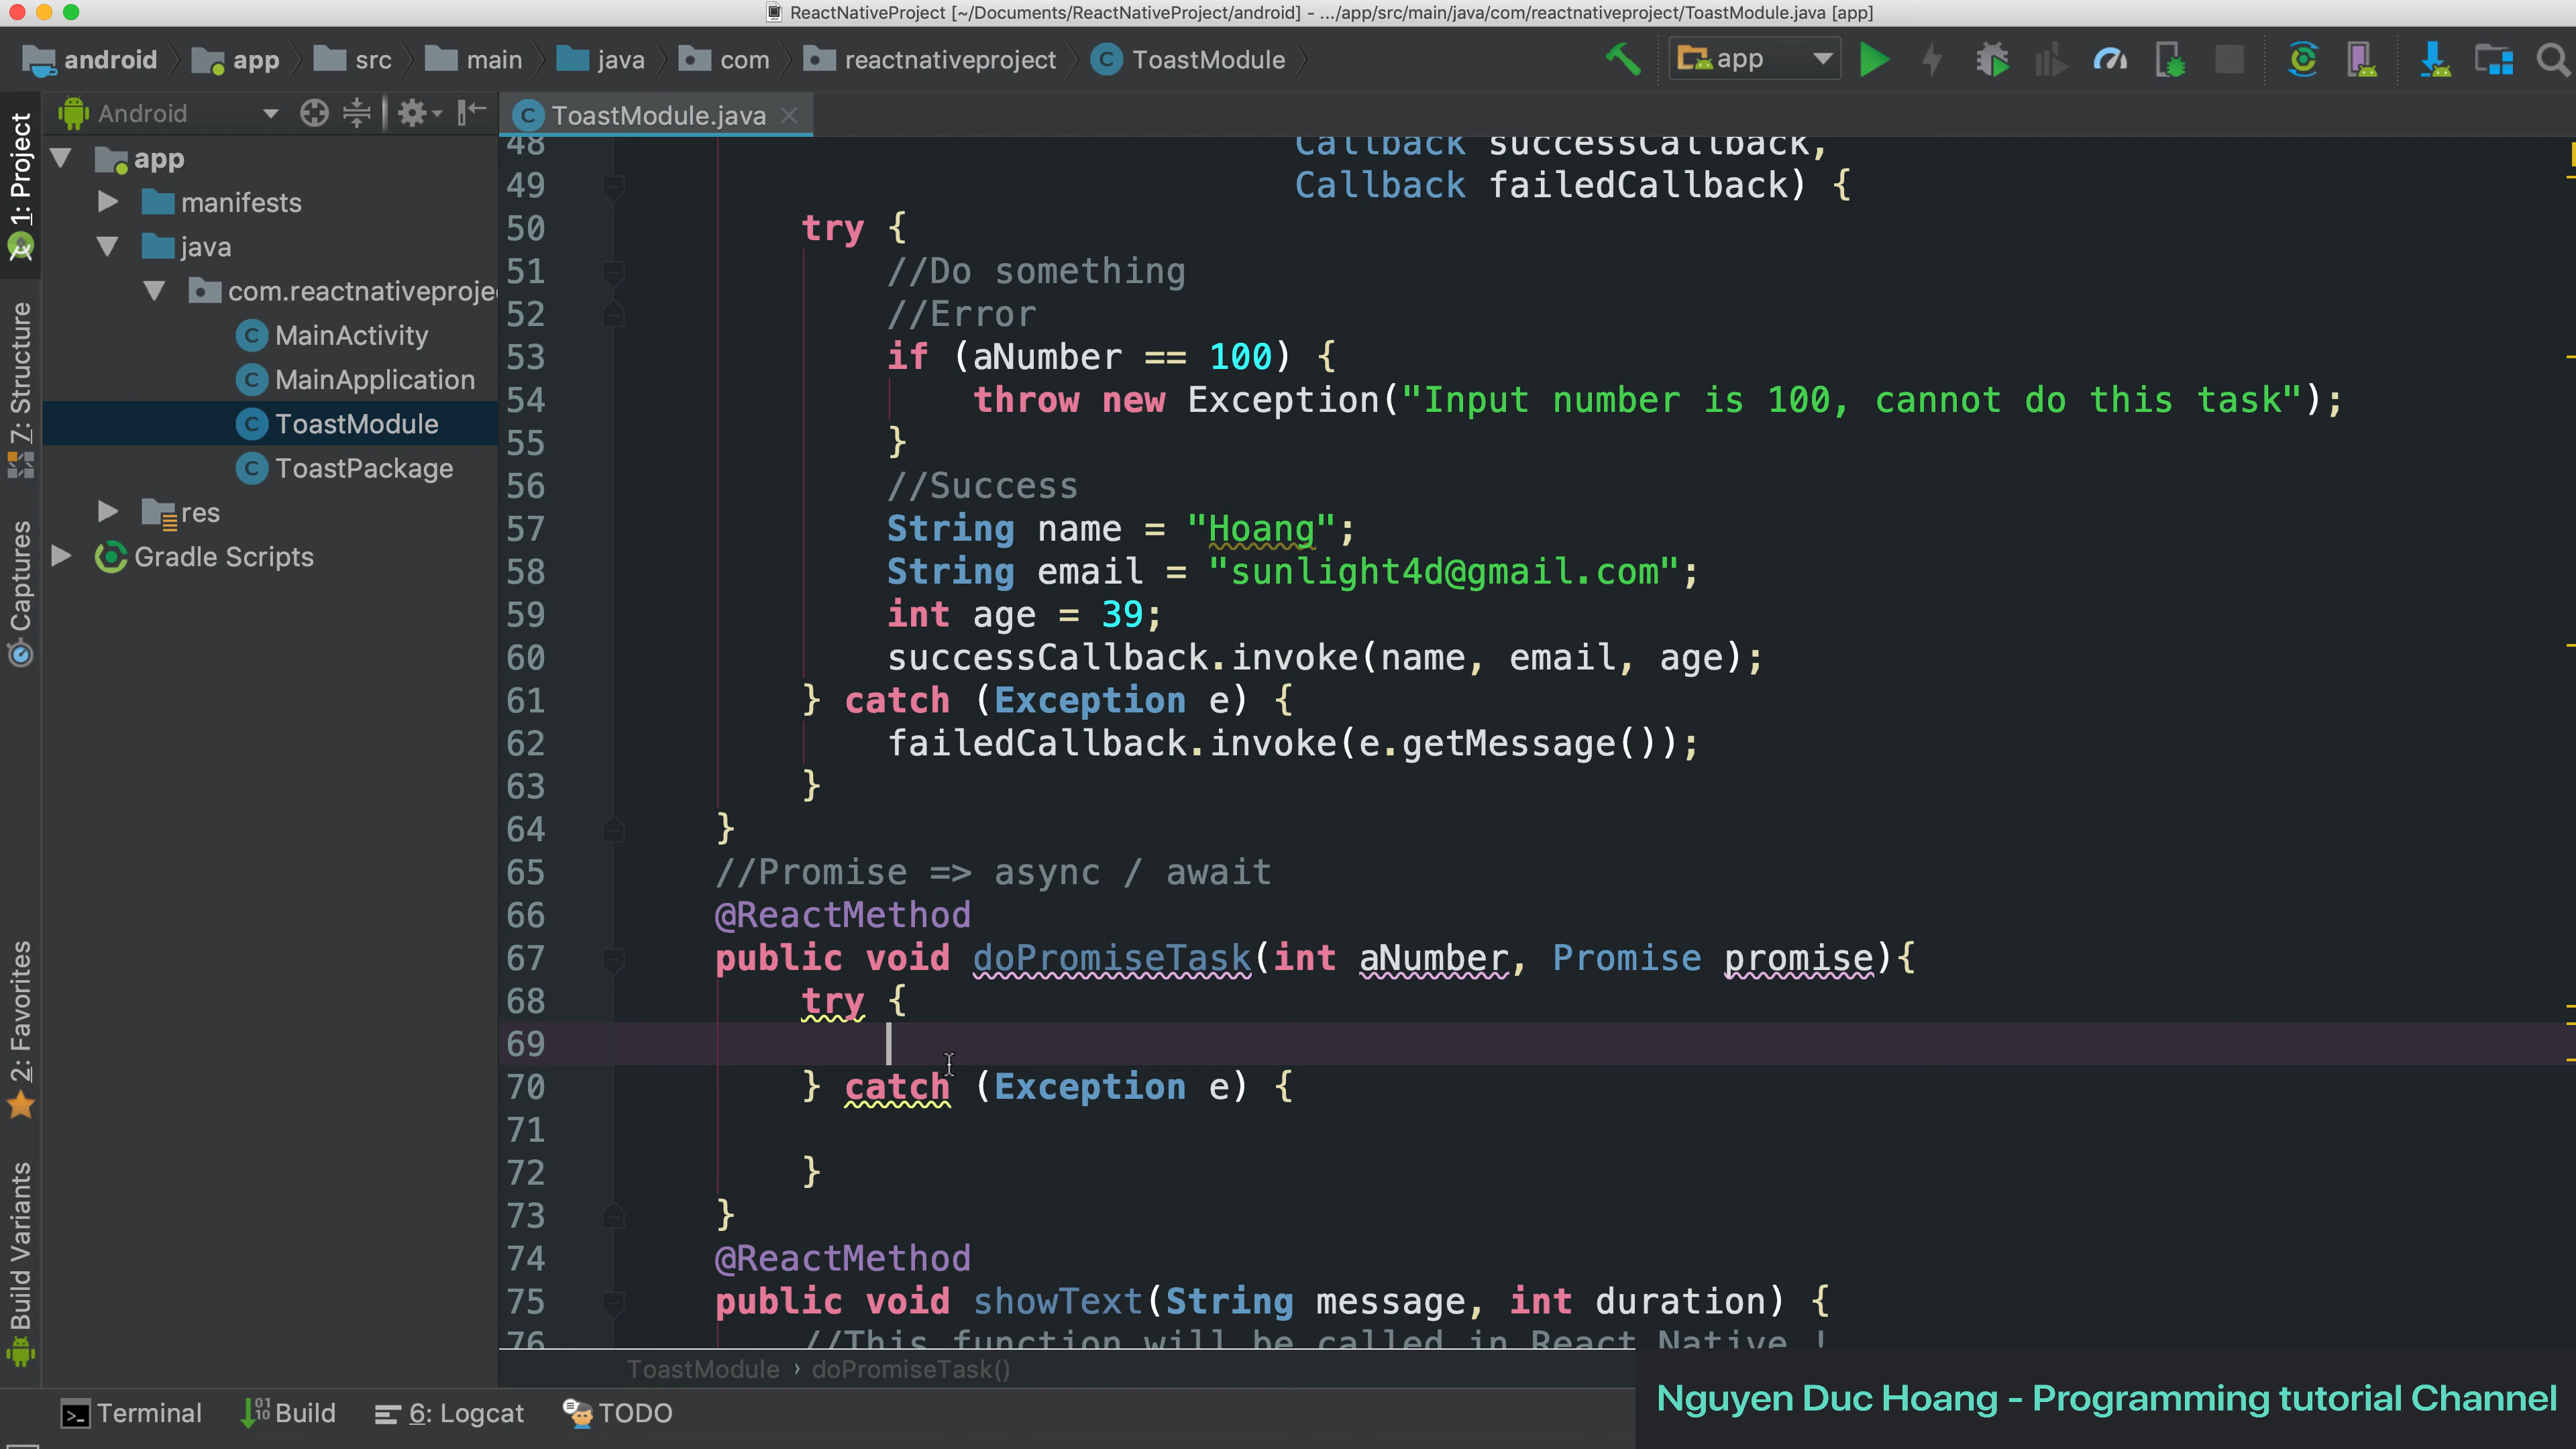 ReactNativeProject [~/Documents/ReactNativeProject/android] - .../app/src/main/java/com/reactnativeproject/ToastModule.java [app]
android app src main java com reactnativeproject ToastModule app
1: Project
7: Structure
Captures
2: Favorites
Build Variants
Android
app
manifests
java
com.reactnativeproje
MainActivity
MainApplication
ToastModule
ToastPackage
res
Gradle Scripts
ToastModule.java
48 Callback successCallback,
49 Callback failedCallback) {
50 try {
51 //Do something
52 //Error
53 if (aNumber == 100) {
54 throw new Exception("Input number is 100, cannot do this task");
55 }
56 //Success
57 String name = "Hoang";
58 String email = "sunlight4d@gmail.com";
59 int age = 39;
60 successCallback.invoke(name, email, age);
61 } catch (Exception e) {
62 failedCallback.invoke(e.getMessage());
63 }
64 }
65 //Promise => async / await
66 @ReactMethod
67 public void doPromiseTask(int aNumber, Promise promise){
68 try {
69
70 } catch (Exception e) {
71
72 }
73 }
74 @ReactMethod
75 public void showText(String message, int duration) {
76 //This function will be called in React Native !
ToastModule › doPromiseTask()
Terminal Build 6: Logcat TODO
Nguyen Duc Hoang - Programming tutorial Channel